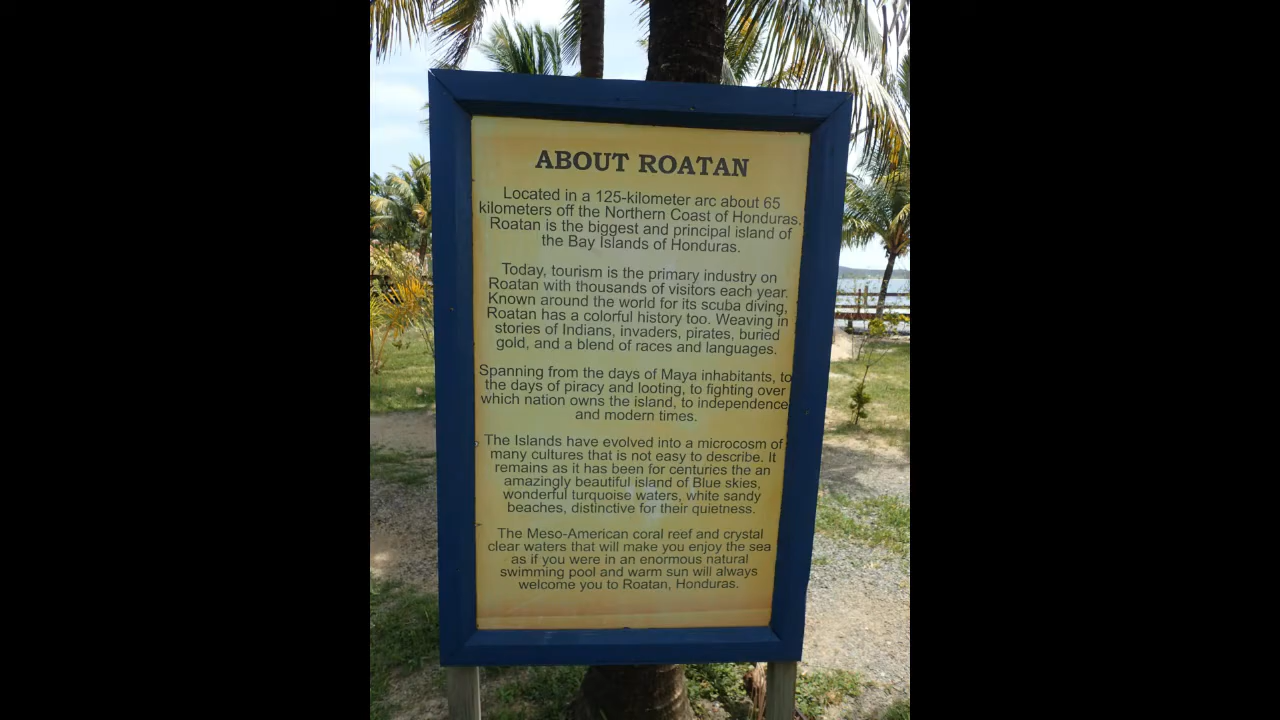 ABOUT ROATAN
Located in a 125-kilometer arc about 65
kilometers off the Northern Coast of Honduras.
Roatan is the biggest and principal island of
the Bay Islands of Honduras.
Today, tourism is the primary industry on
Roatan with thousands of visitors each year.
Known around the world for its scuba diving,
Roatan has a colorful history too. Weaving in
stories of Indians, invaders, pirates, buried
gold, and a blend of races and languages.
Spanning from the days of Maya inhabitants, to
the days of piracy and looting, to fighting over
which nation owns the island, to independence
and modern times.
The Islands have evolved into a microcosm of
many cultures that is not easy to describe. It
remains as it has been for centuries the an
amazingly beautiful island of Blue skies,
wonderful turquoise waters, white sandy
beaches, distinctive for their quietness.
The Meso-American coral reef and crystal
clear waters that will make you enjoy the sea
as if you were in an enormous natural
swimming pool and warm sun will always
welcome you to Roatan, Honduras.